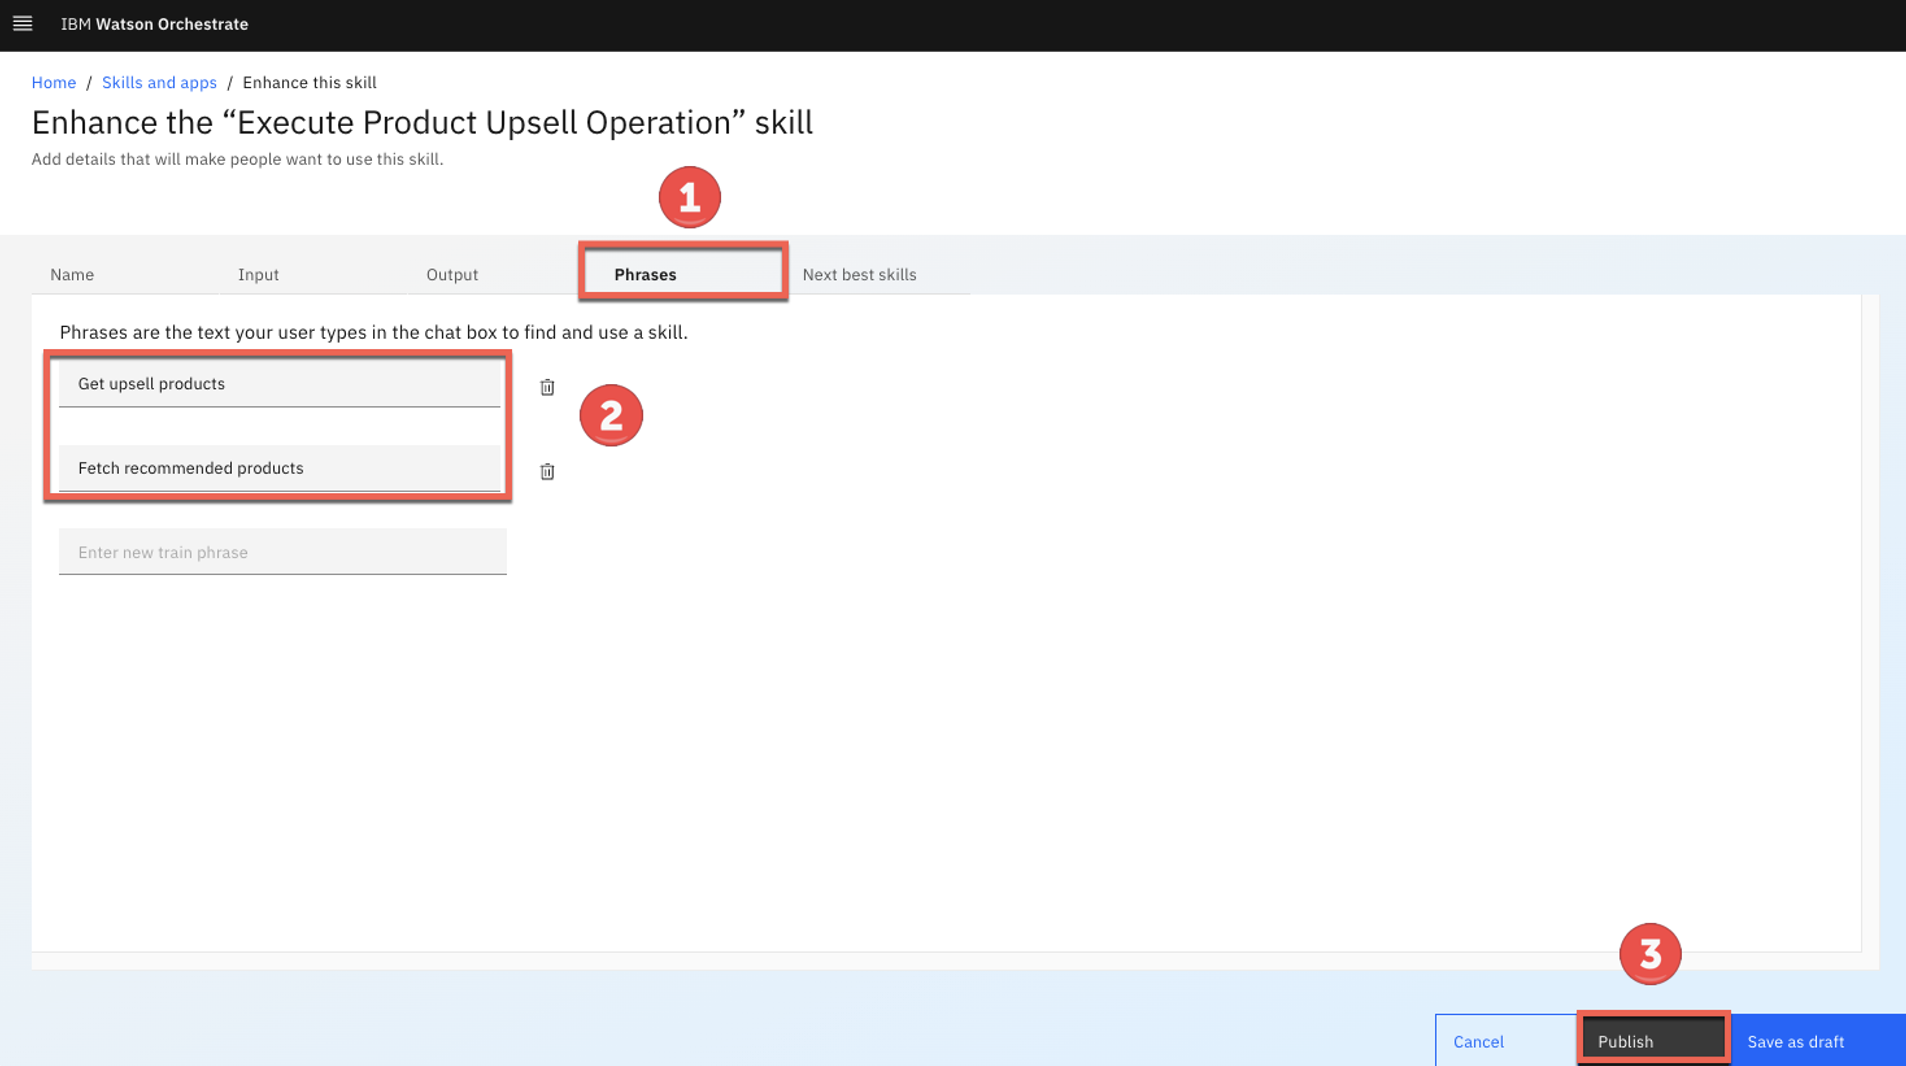 IBM Watson Orchestrate
Home / Skills and apps / Enhance this skill
Enhance the “Execute Product Upsell Operation” skill
Add details that will make people want to use this skill.
1
Name Input Output Phrases Next best skills
Phrases are the text your user types in the chat box to find and use a skill.
Get upsell products
2
Fetch recommended products
Enter new train phrase
3
Cancel Publish Save as draft